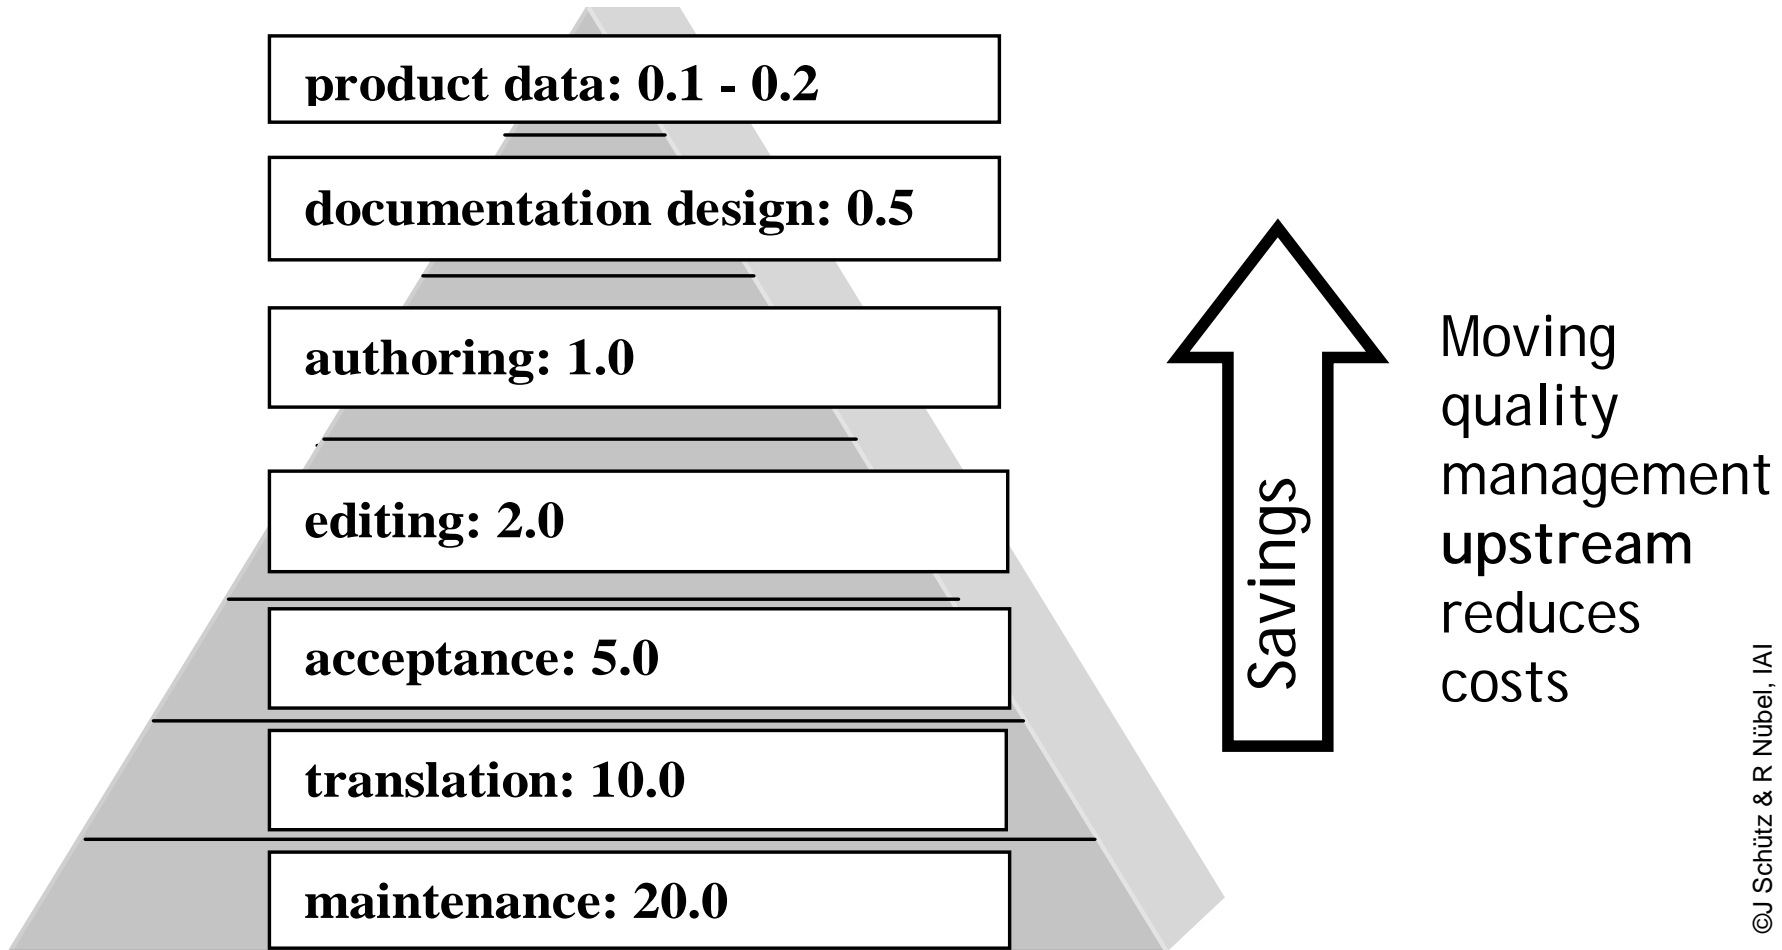 product data: 0.1 - 0.2
documentation design: 0.5
authoring: 1.0
editing: 2.0
acceptance: 5.0
translation: 10.0
maintenance: 20.0
Savings
Moving
quality
management
upstream
reduces
costs
©J Schütz & R Nübel, IAI